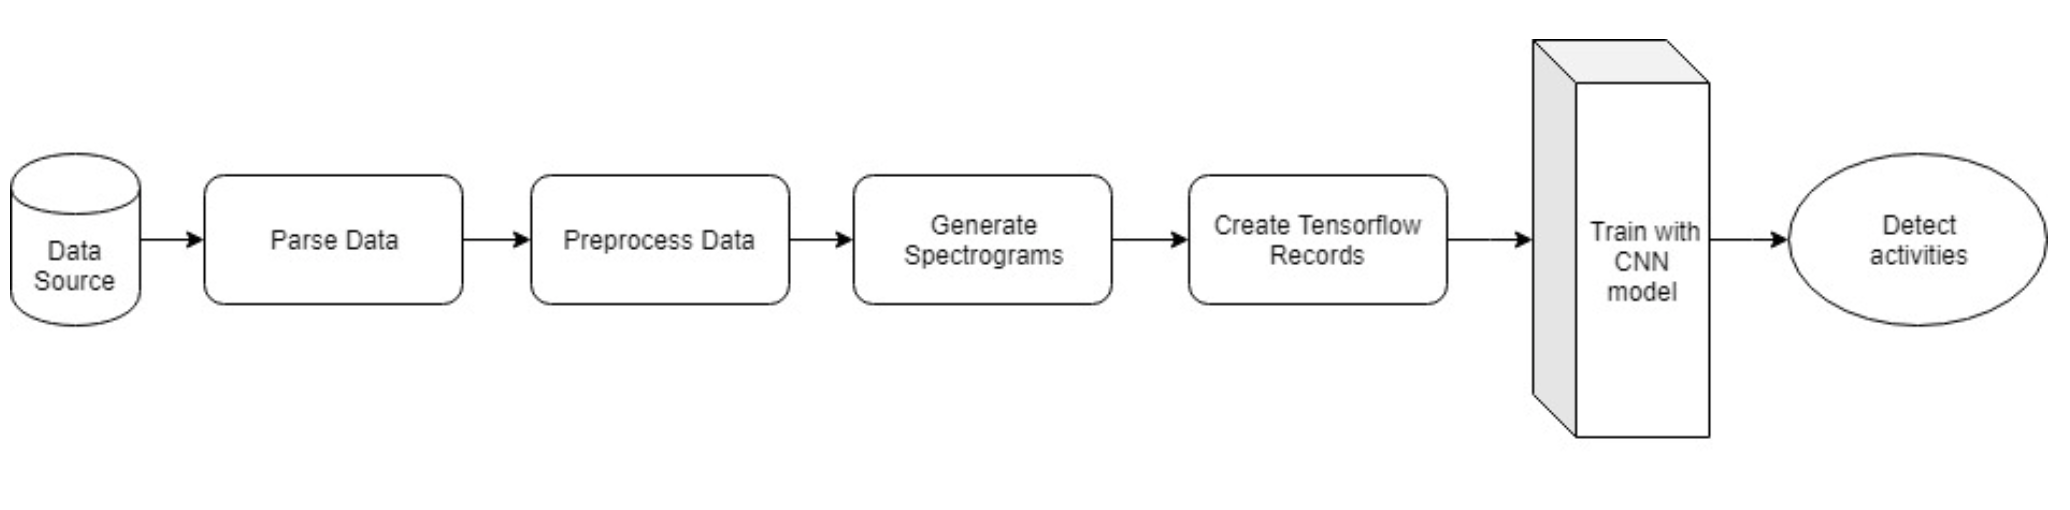 Data
Source
Parse Data
Preprocess Data
Generate
Spectrograms
Create Tensorflow
Records
Train with
CNN
model
Detect
activities